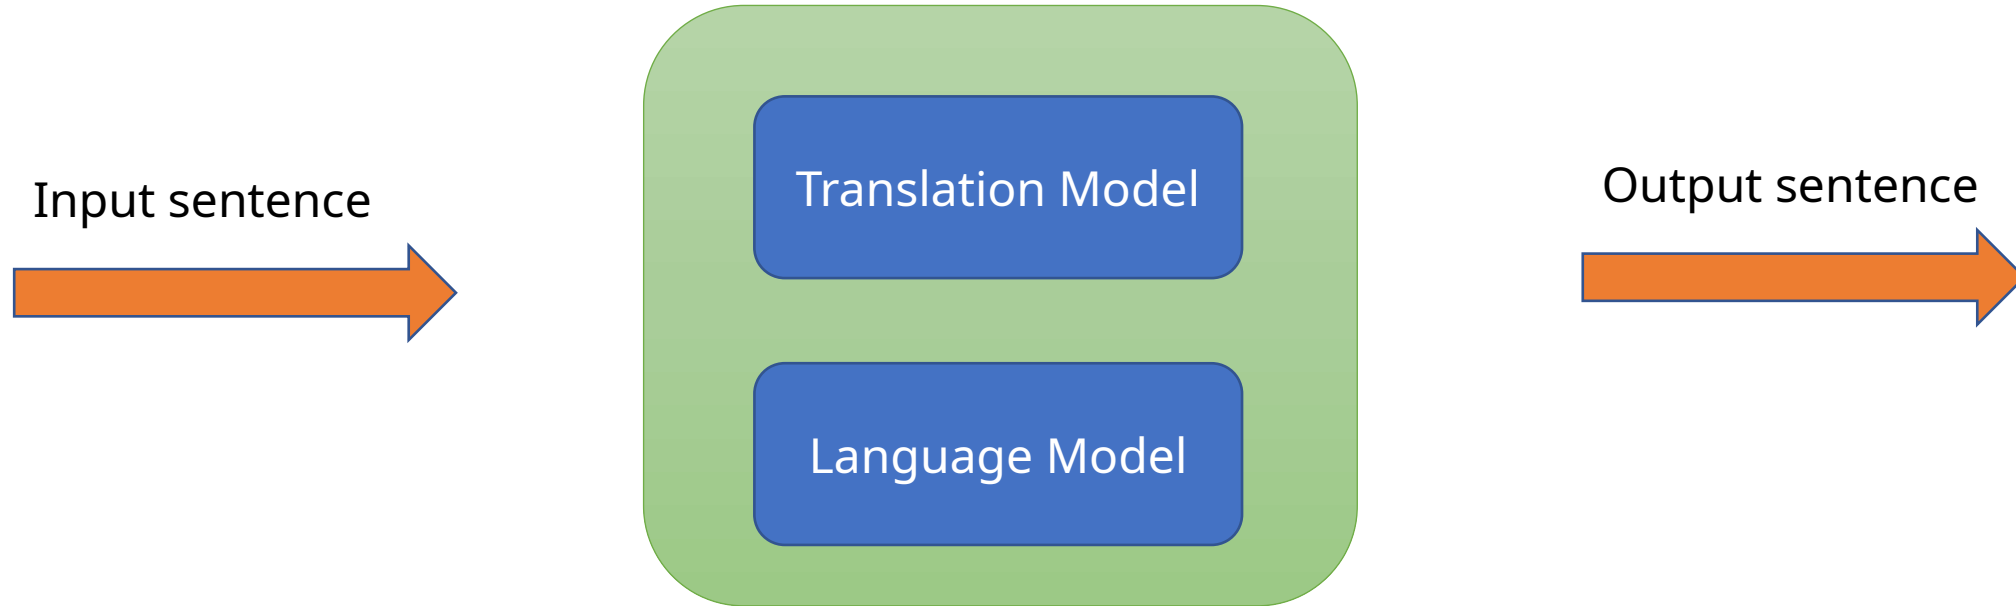 Input sentence
Translation Model
Language Model
Output sentence